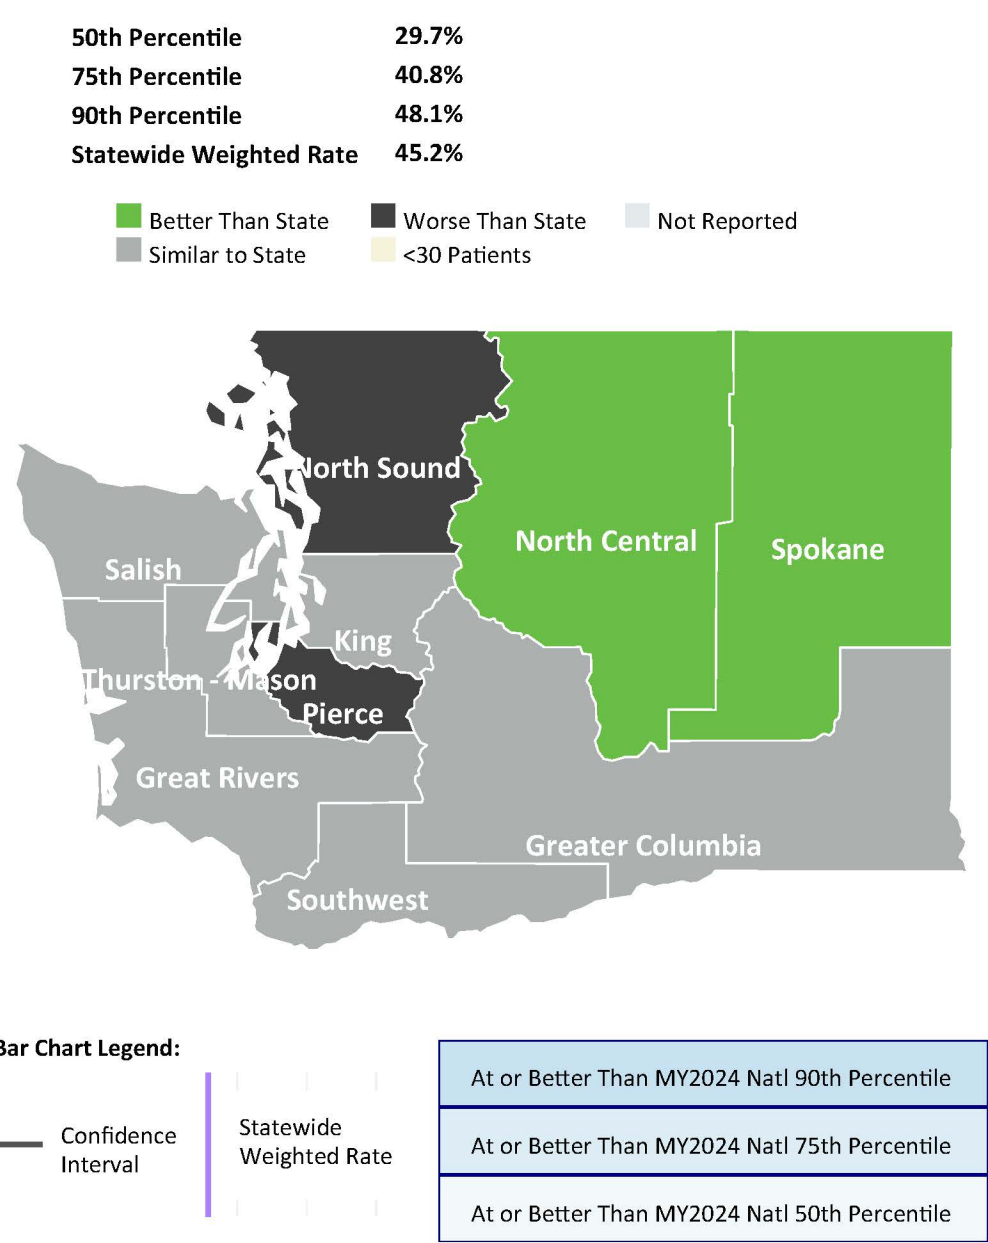 50th Percentile 29.7%
75th Percentile 40.8%
90th Percentile 48.1%
Statewide Weighted Rate 45.2%
Better Than State Worse Than State Not Reported
Similar to State <30 Patients
North Sound
North Central
Spokane
Salish
King
Thurston - Mason
Pierce
Great Rivers
Greater Columbia
Southwest
Bar Chart Legend:
Confidence
Interval
Statewide
Weighted Rate
At or Better Than MY2024 Natl 90th Percentile
At or Better Than MY2024 Natl 75th Percentile
At or Better Than MY2024 Natl 50th Percentile